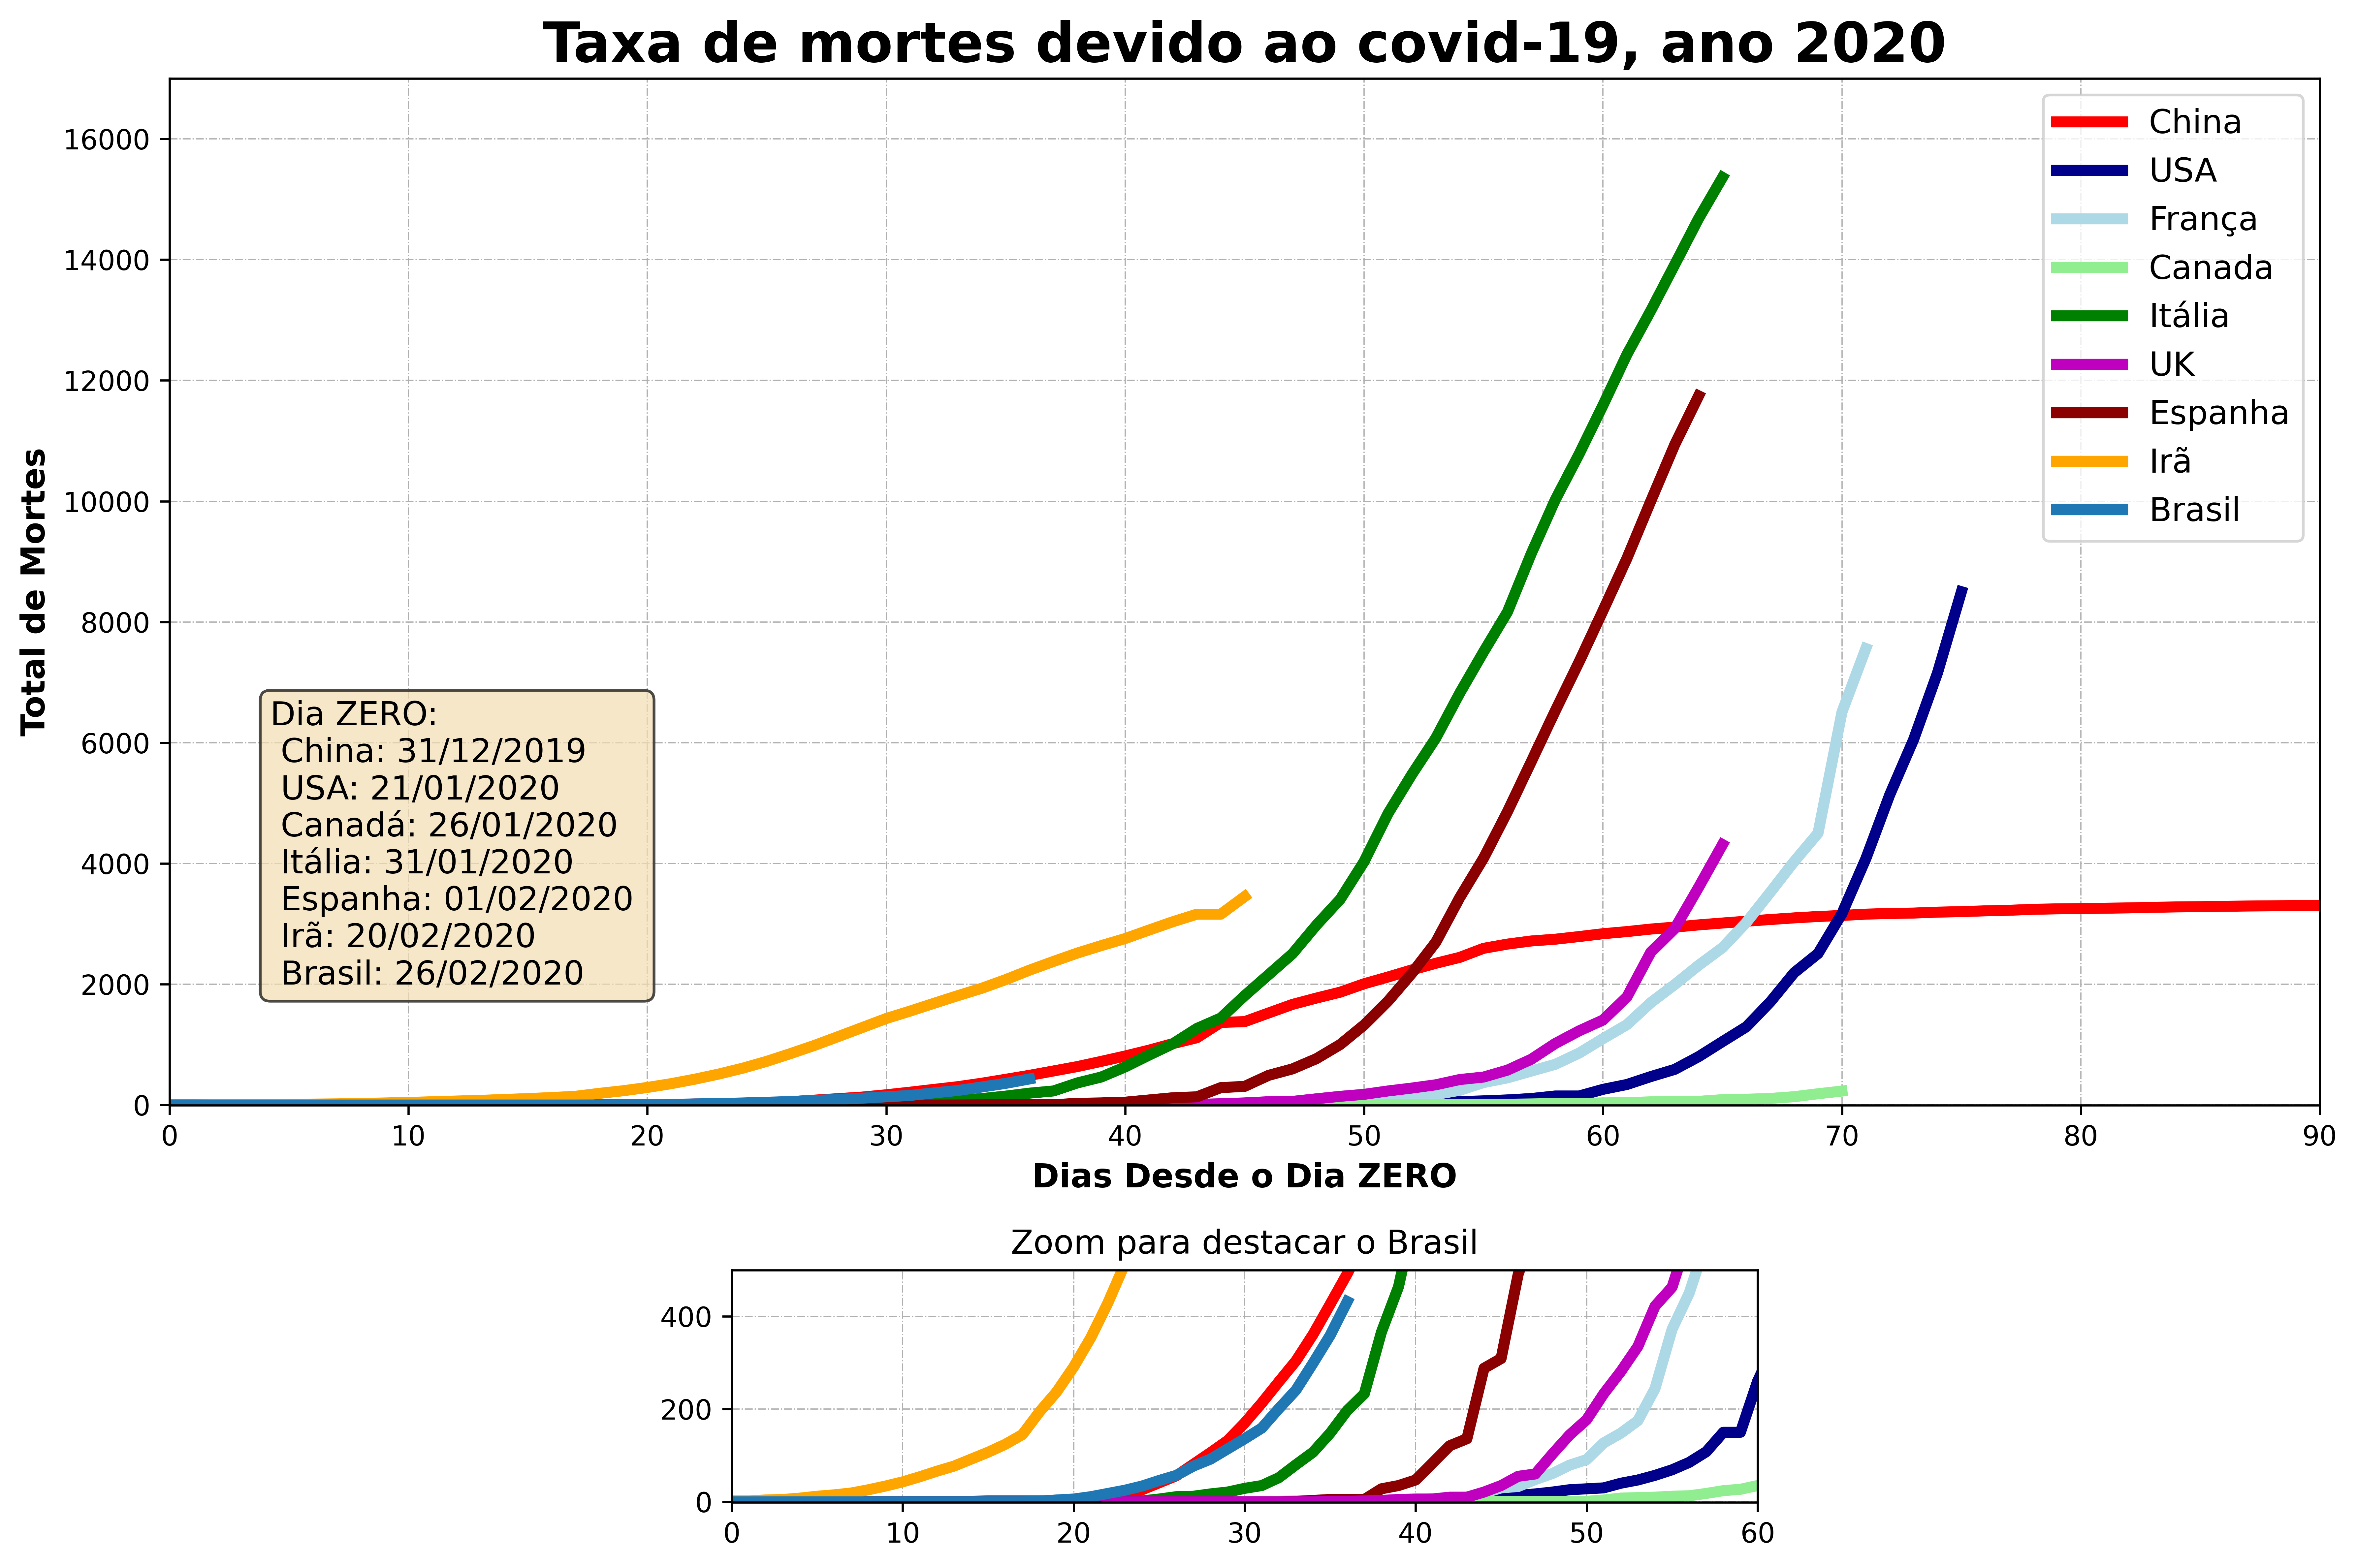 Taxa de mortes devido ao covid-19, ano 2020
16000
14000
12000
10000
8000
6000
4000
2000
0
Total de Mortes
China
USA
França
Canada
Itália
UK
Espanha
Irã
Brasil
Dia ZERO:
China: 31/12/2019
USA: 21/01/2020
Canadá: 26/01/2020
Itália: 31/01/2020
Espanha: 01/02/2020
Irã: 20/02/2020
Brasil: 26/02/2020
0 10 20 30 40 50 60 70 80 90
Dias Desde o Dia ZERO
Zoom para destacar o Brasil
400
200
0
0 10 20 30 40 50 60